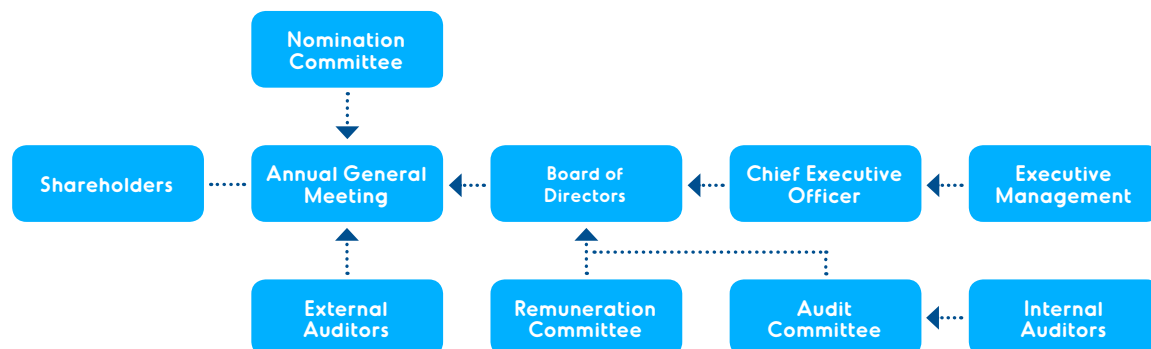 Nomination
Committee
Shareholders
Annual General
Meeting
Board of
Directors
Chief Executive
Officer
Executive
Management
External
Auditors
Remuneration
Committee
Audit
Committee
Internal
Auditors